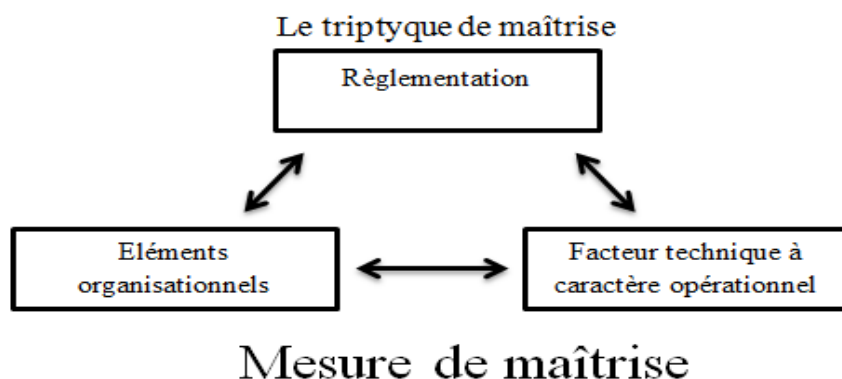 Le triptyque de maîtrise
Règlementation
Eléments
organisationnels
Facteur technique à
caractère opérationnel
Mesure de maîtrise